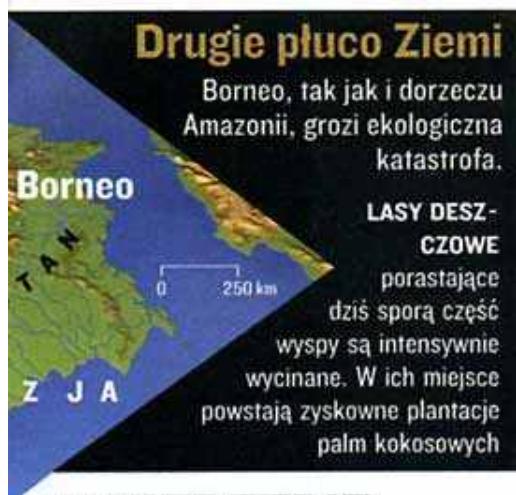 Drugie płuco Ziemi
Borneo, tak jak i dorzeczu
Amazonii, grozi ekologiczna
katastrofa.
Borneo
T A N
0 250 km
Z J A
LASY DESZ-
CZOWE
porastające
dziś sporą część
wyspy są intensywnie
wycinane. W ich miejsce
powstają zyskowne plantacje
palm kokosowych